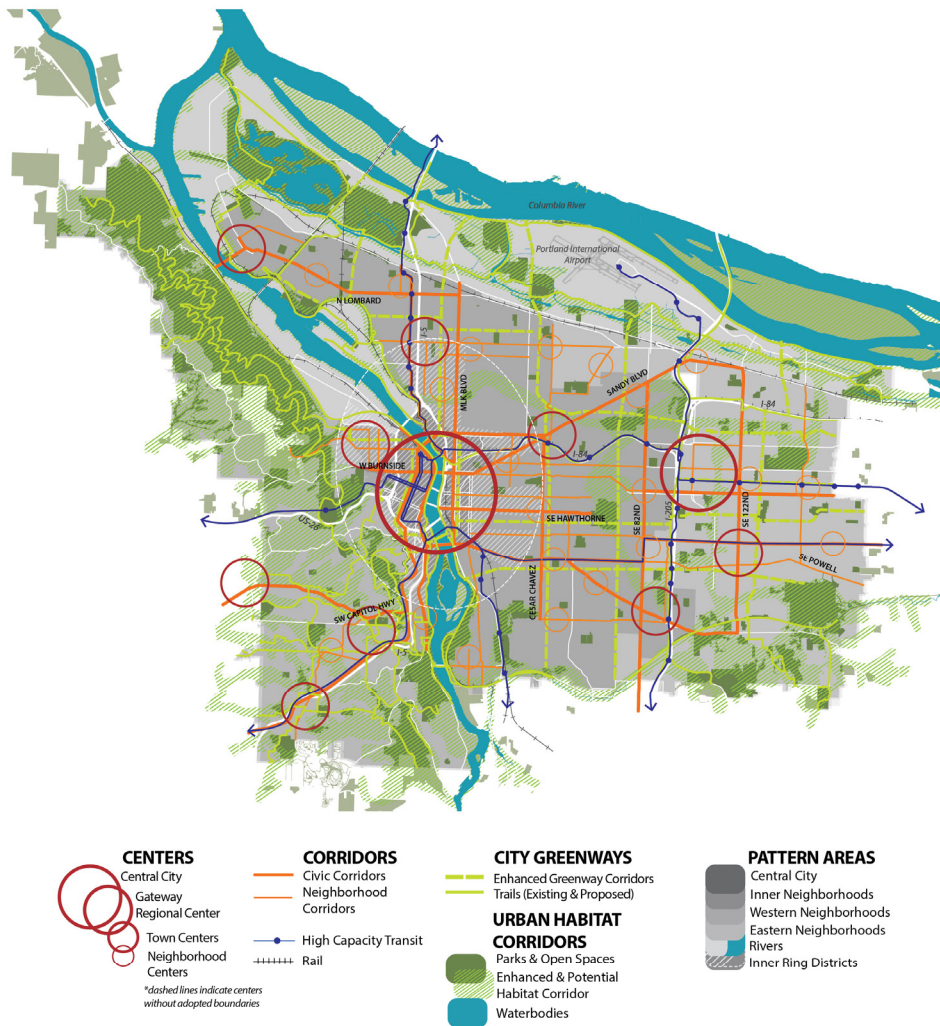 Columbia River
Portland International
Airport
N LOMBARD
I-5
MLK BLVD
SANDY BLVD
I-84
I-84
W BURNSIDE
US-26
SE HAWTHORNE
SE 82ND
I-205
SE 122ND
SE POWELL
CESAR CHAVEZ
SW CAPITOL HWY
I-5
CENTERS
Central City
Gateway
Regional Center
Town Centers
Neighborhood
Centers
*dashed lines indicate centers
without adopted boundaries
CORRIDORS
Civic Corridors
Neighborhood
Corridors
High Capacity Transit
Rail
CITY GREENWAYS
Enhanced Greenway Corridors
Trails (Existing & Proposed)
URBAN HABITAT
CORRIDORS
Parks & Open Spaces
Enhanced & Potential
Habitat Corridor
Waterbodies
PATTERN AREAS
Central City
Inner Neighborhoods
Western Neighborhoods
Eastern Neighborhoods
Rivers
Inner Ring Districts